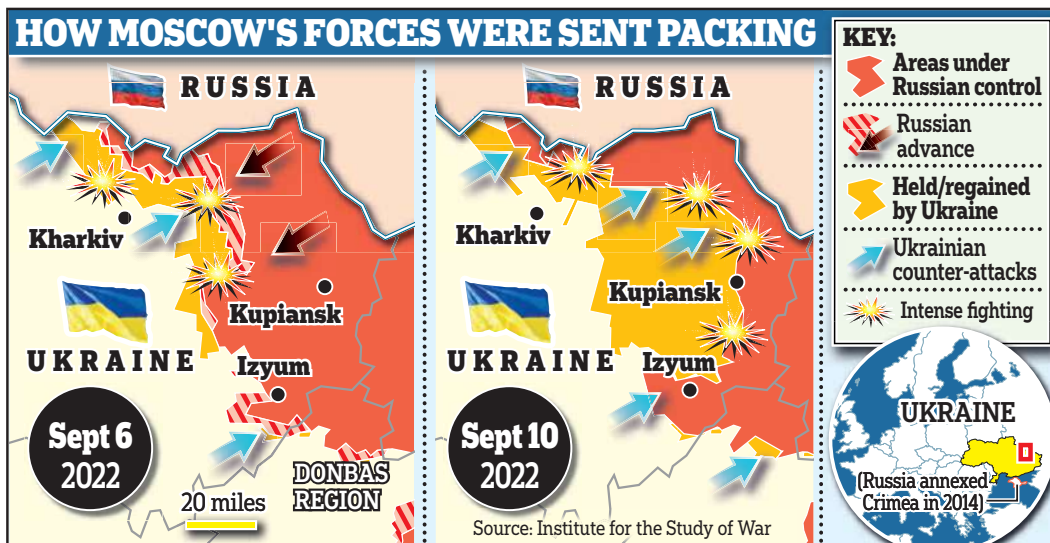 HOW MOSCOW'S FORCES WERE SENT PACKING
RUSSIA
Kharkiv
Kupiansk
UKRAINE
Izyum
Sept 6
2022
DONBAS
REGION
20 miles
RUSSIA
Kharkiv
Kupiansk
UKRAINE
Izyum
Sept 10
2022
Source: Institute for the Study of War
KEY:
Areas under
Russian control
Russian
advance
Held/regained
by Ukraine
Ukrainian
counter-attacks
Intense fighting
UKRAINE
(Russia annexed
Crimea in 2014)